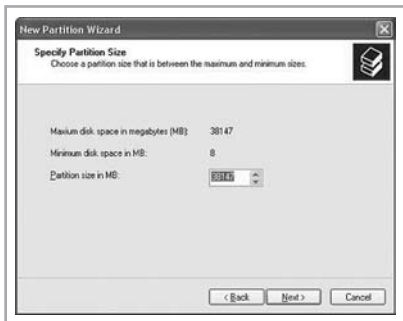 New Partition Wizard
Specify Partition Size
Choose a partition size that is between the maximum and minimum sizes.
Maxium disk space in megabytes (MB): 38147
Minimum disk space in MB: 8
Partition size in MB: 38147
< Back Next > Cancel